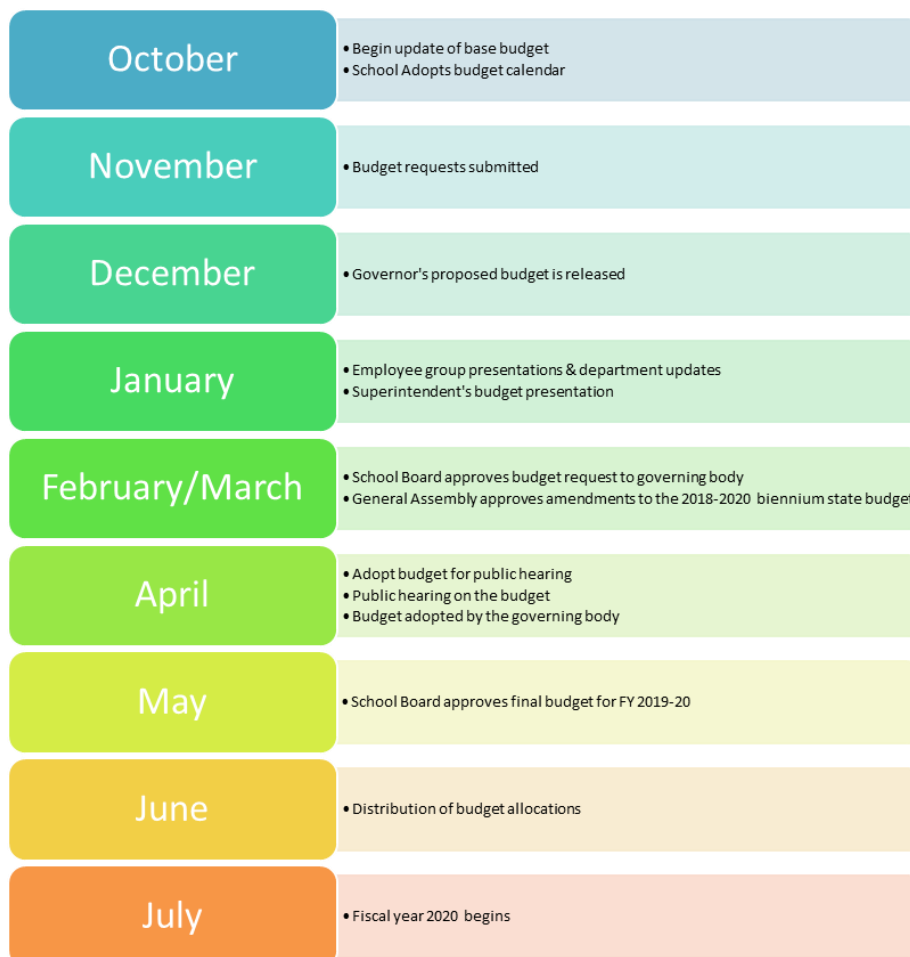 October
• Begin update of base budget
• School Adopts budget calendar
November
• Budget requests submitted
December
• Governor's proposed budget is released
January
• Employee group presentations & department updates
• Superintendent's budget presentation
February/March
• School Board approves budget request to governing body
• General Assembly approves amendments to the 2018-2020 biennium state budget
April
• Adopt budget for public hearing
• Public hearing on the budget
• Budget adopted by the governing body
May
• School Board approves final budget for FY 2019-20
June
• Distribution of budget allocations
July
• Fiscal year 2020 begins